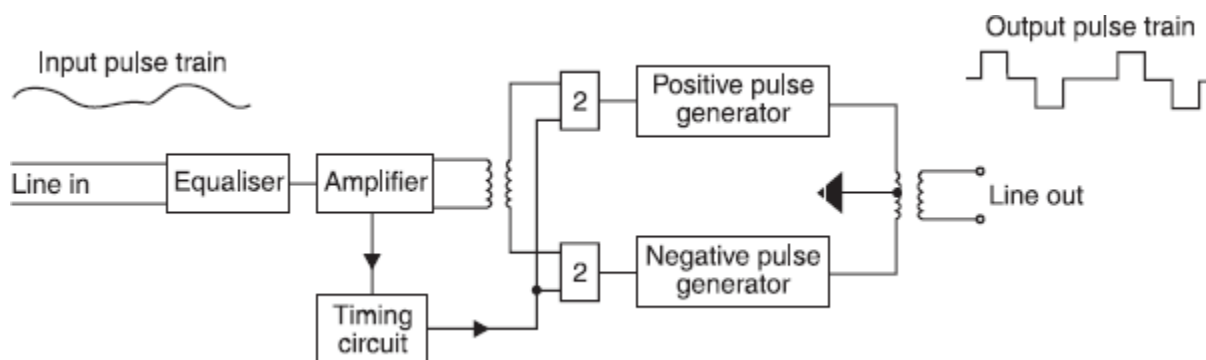 Input pulse train
Output pulse train
Line in
Equaliser
Amplifier
Timing
circuit
2
Positive pulse
generator
2
Negative pulse
generator
Line out